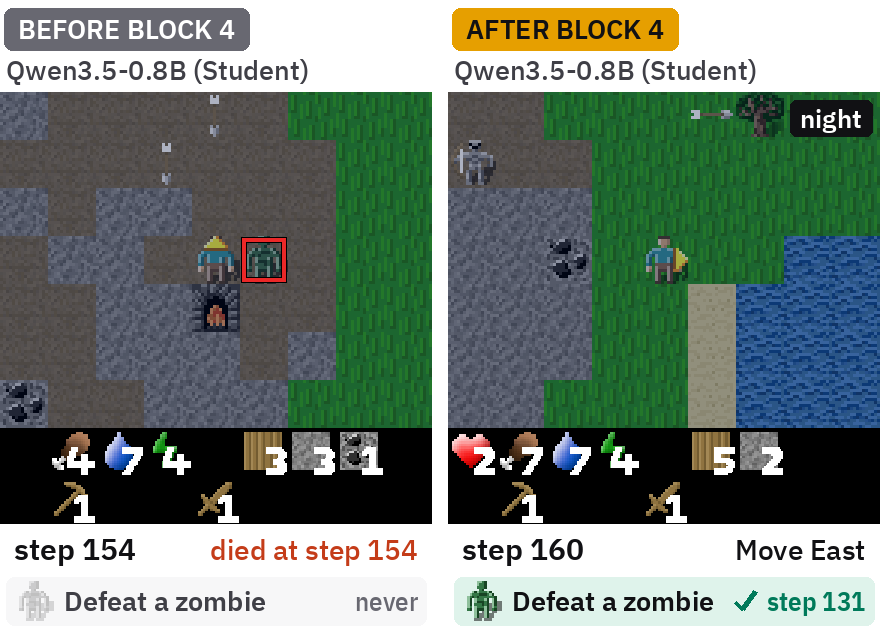 BEFORE BLOCK 4
Qwen3.5-0.8B (Student)
4 7 4 3 3 1
1 1
step 154 died at step 154
Defeat a zombie never
AFTER BLOCK 4
Qwen3.5-0.8B (Student)
night
2 7 7 4 5 2
1 1
step 160 Move East
Defeat a zombie ✓ step 131